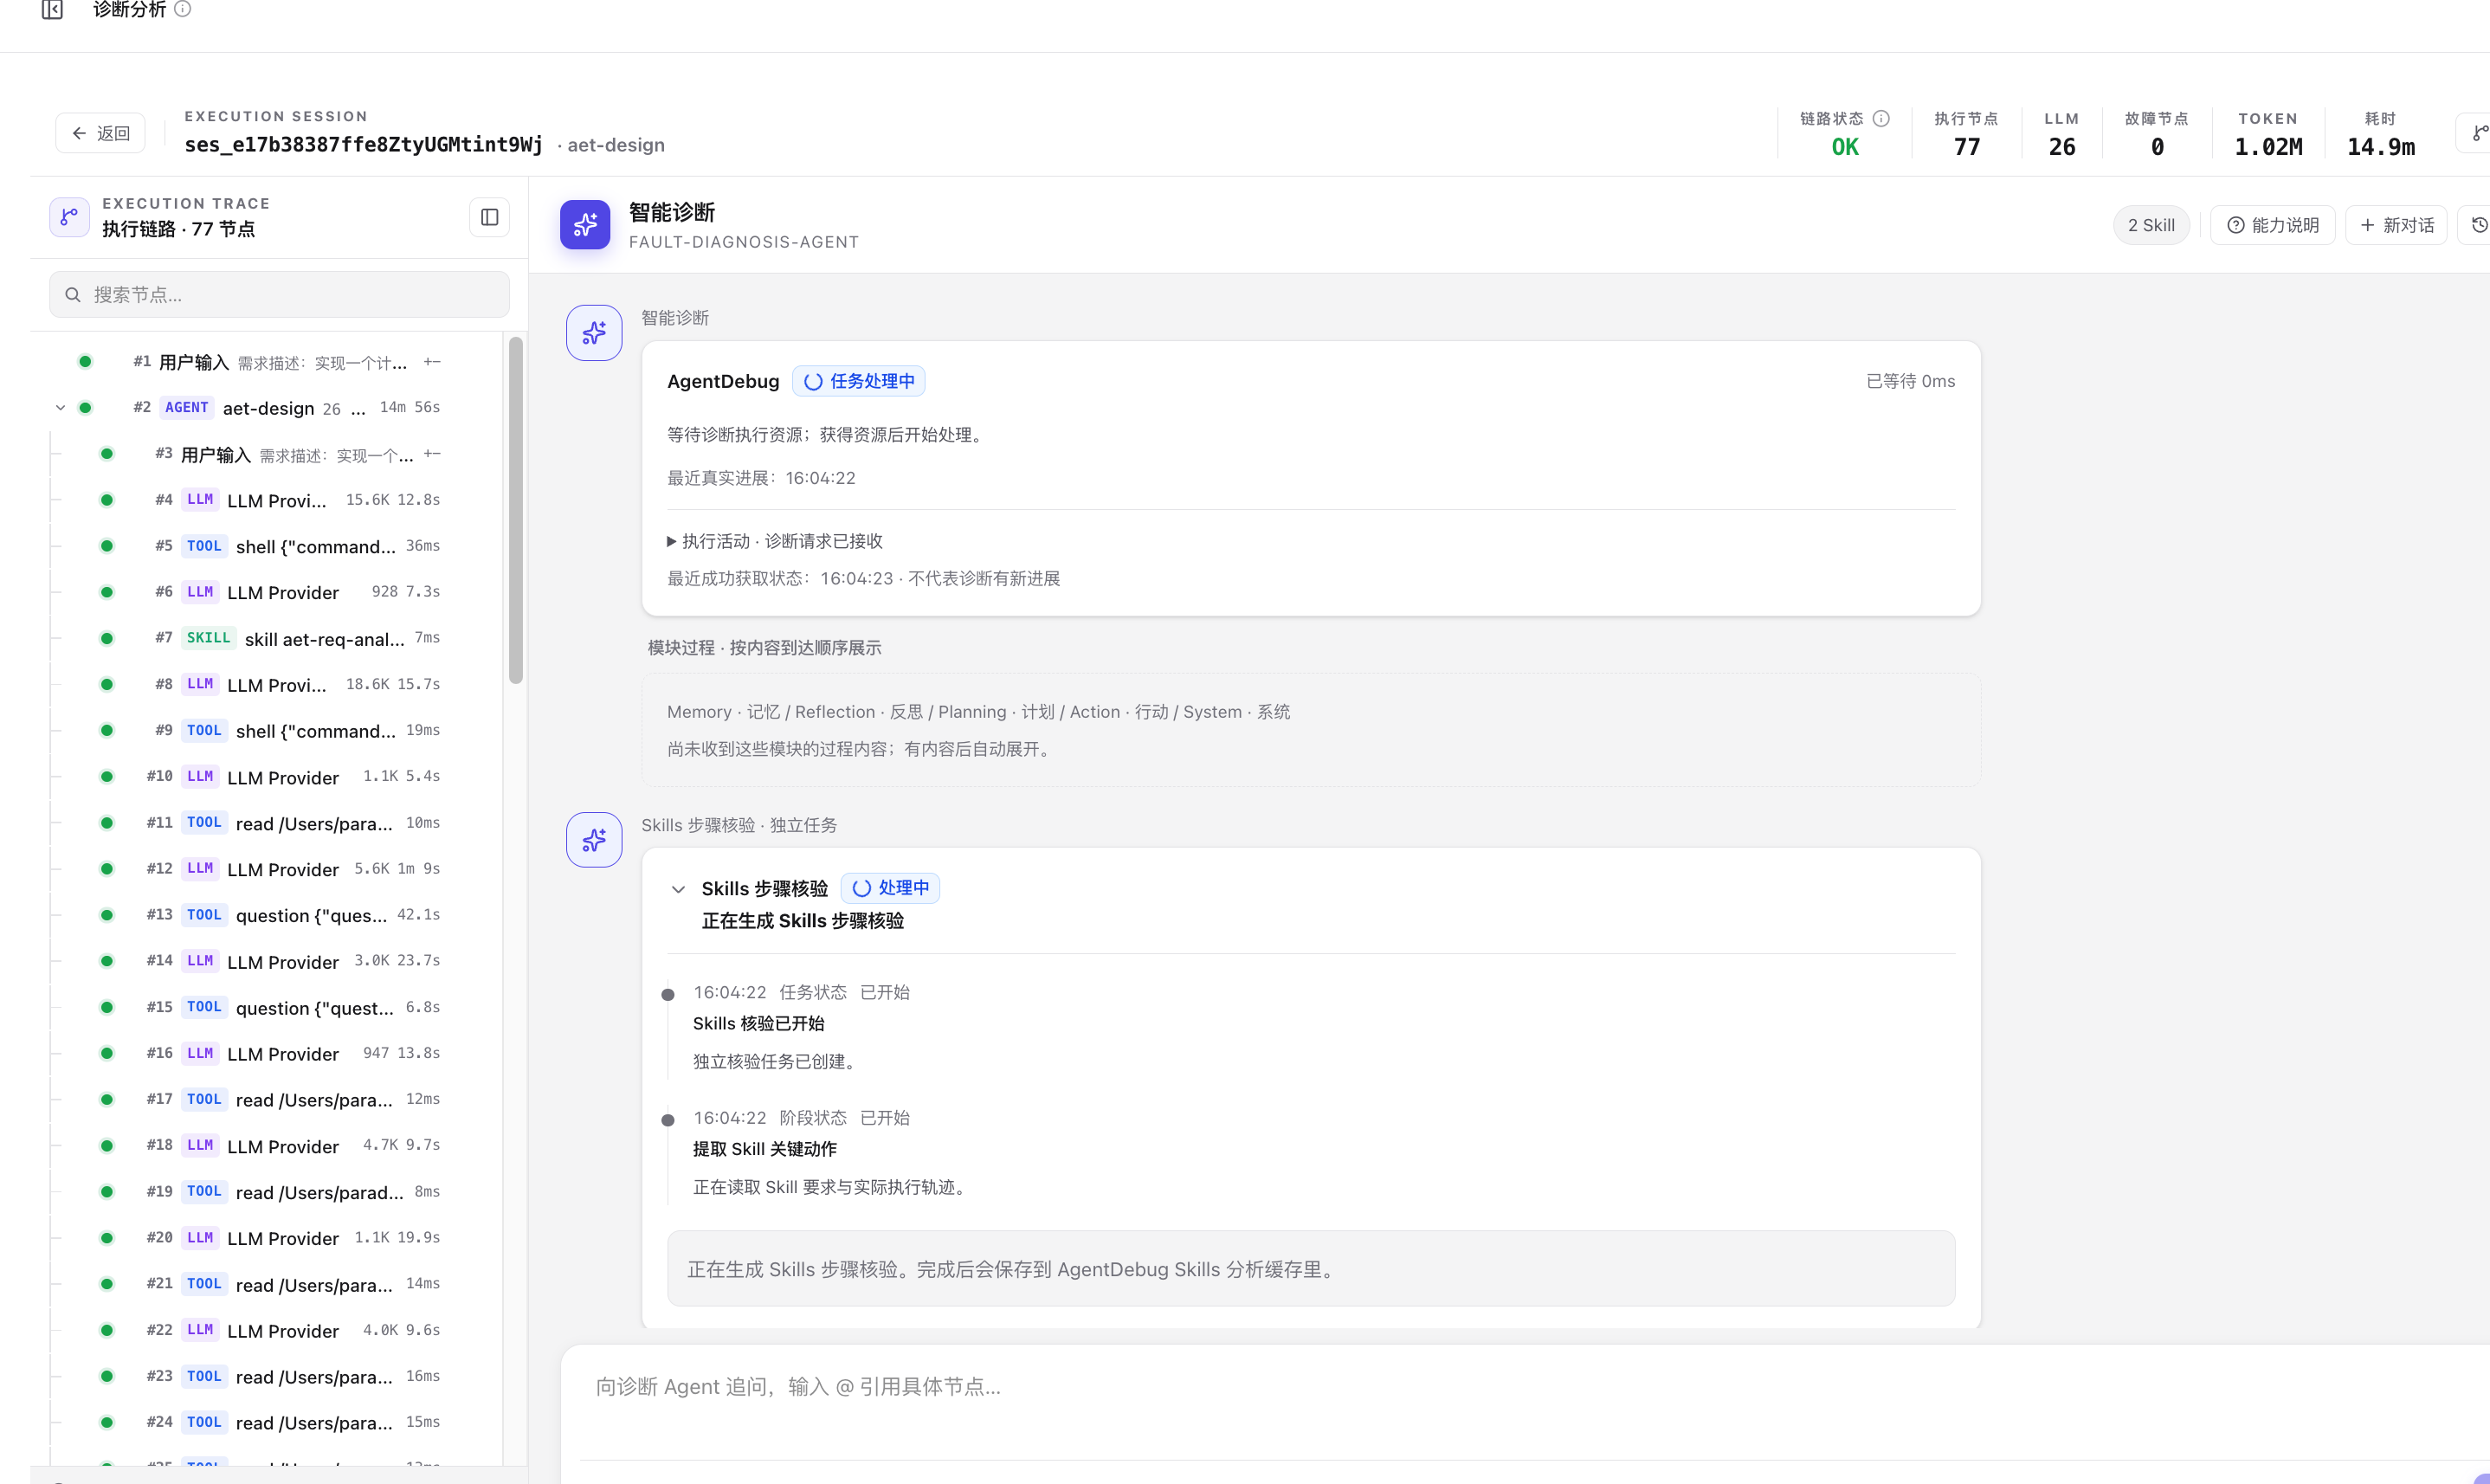 诊断分析
返回
EXECUTION SESSION
ses_e17b38387ffe8ZtyUGMtint9Wj · aet-design
链路状态 OK
执行节点 77
LLM 26
故障节点 0
TOKEN 1.02M
耗时 14.9m
EXECUTION TRACE
执行链路 · 77 节点
搜索节点...
#1 用户输入 需求描述：实现一个计...
#2 AGENT aet-design 26 ... 14m 56s
#3 用户输入 需求描述：实现一个...
#4 LLM LLM Provi... 15.6K 12.8s
#5 TOOL shell {"command... 36ms
#6 LLM LLM Provider 928 7.3s
#7 SKILL skill aet-req-anal... 7ms
#8 LLM LLM Provi... 18.6K 15.7s
#9 TOOL shell {"command... 19ms
#10 LLM LLM Provider 1.1K 5.4s
#11 TOOL read /Users/para... 10ms
#12 LLM LLM Provider 5.6K 1m 9s
#13 TOOL question {"ques... 42.1s
#14 LLM LLM Provider 3.0K 23.7s
#15 TOOL question {"quest... 6.8s
#16 LLM LLM Provider 947 13.8s
#17 TOOL read /Users/para... 12ms
#18 LLM LLM Provider 4.7K 9.7s
#19 TOOL read /Users/parad... 8ms
#20 LLM LLM Provider 1.1K 19.9s
#21 TOOL read /Users/para... 14ms
#22 LLM LLM Provider 4.0K 9.6s
#23 TOOL read /Users/para... 16ms
#24 TOOL read /Users/para... 15ms
智能诊断
FAULT-DIAGNOSIS-AGENT
2 Skill
能力说明
新对话
智能诊断
AgentDebug 任务处理中 已等待 0ms
等待诊断执行资源；获得资源后开始处理。
最近真实进展：16:04:22
执行活动 · 诊断请求已接收
最近成功获取状态：16:04:23 · 不代表诊断有新进展
模块过程 · 按内容到达顺序展示
Memory · 记忆 / Reflection · 反思 / Planning · 计划 / Action · 行动 / System · 系统
尚未收到这些模块的过程内容；有内容后自动展开。
Skills 步骤核验 · 独立任务
Skills 步骤核验 处理中
正在生成 Skills 步骤核验
16:04:22 任务状态 已开始
Skills 核验已开始
独立核验任务已创建。
16:04:22 阶段状态 已开始
提取 Skill 关键动作
正在读取 Skill 要求与实际执行轨迹。
正在生成 Skills 步骤核验。完成后会保存到 AgentDebug Skills 分析缓存里。
向诊断 Agent 追问，输入 @ 引用具体节点...